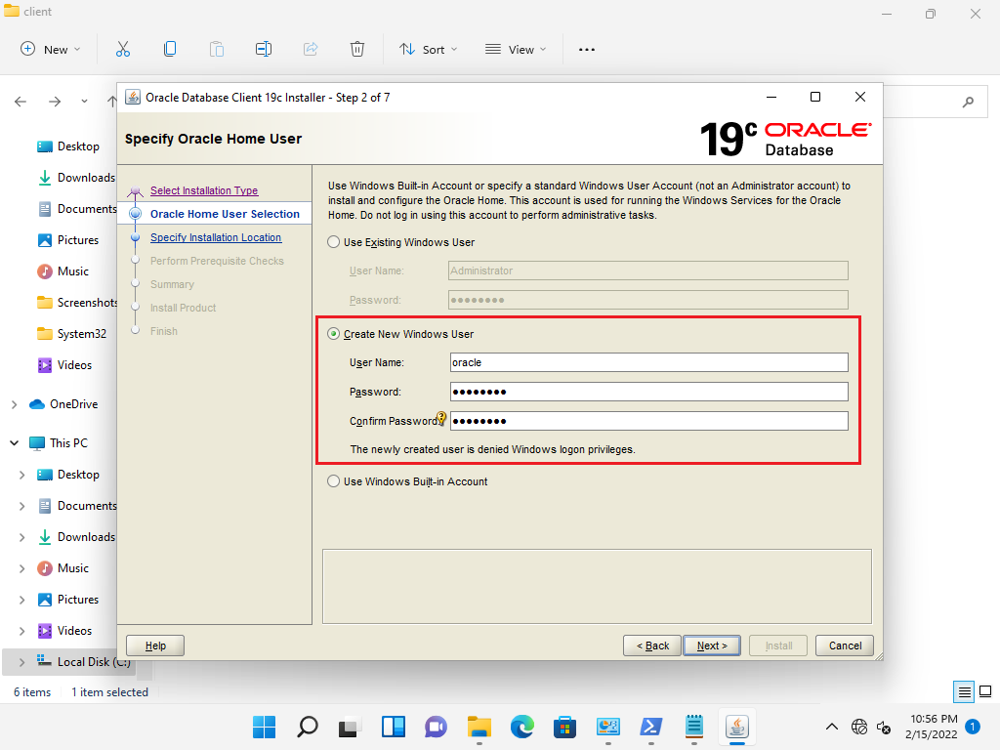 client
New
Sort
View
Oracle Database Client 19c Installer - Step 2 of 7
Specify Oracle Home User
19c ORACLE
Database
Desktop
Downloads
Documents
Pictures
Music
Screenshots
System32
Videos
OneDrive
This PC
Desktop
Documents
Downloads
Music
Pictures
Videos
Local Disk (C:)
Select Installation Type
Oracle Home User Selection
Specify Installation Location
Perform Prerequisite Checks
Summary
Install Product
Finish
Use Windows Built-in Account or specify a standard Windows User Account (not an Administrator account) to
install and configure the Oracle Home. This account is used for running the Windows Services for the Oracle
Home. Do not log in using this account to perform administrative tasks.
Use Existing Windows User
User Name: Administrator
Password: ●●●●●●●●
Create New Windows User
User Name: oracle
Password: ●●●●●●●●
Confirm Password: ●●●●●●●●
The newly created user is denied Windows logon privileges.
Use Windows Built-in Account
Help
< Back
Next >
Install
Cancel
6 items
1 item selected
10:56 PM
2/15/2022
1